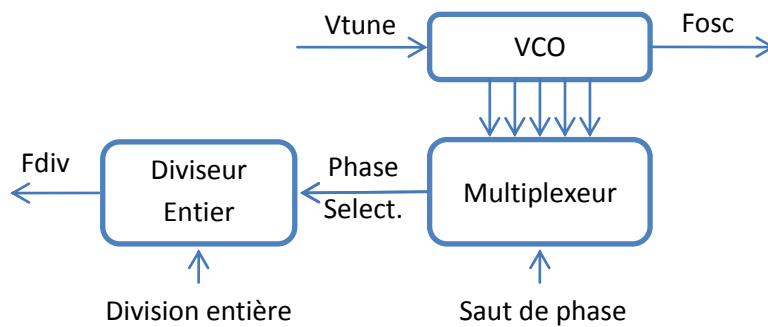 Vtune
VCO
Fosc
Fdiv
Diviseur
Entier
Phase
Select.
Multiplexeur
Division entière
Saut de phase